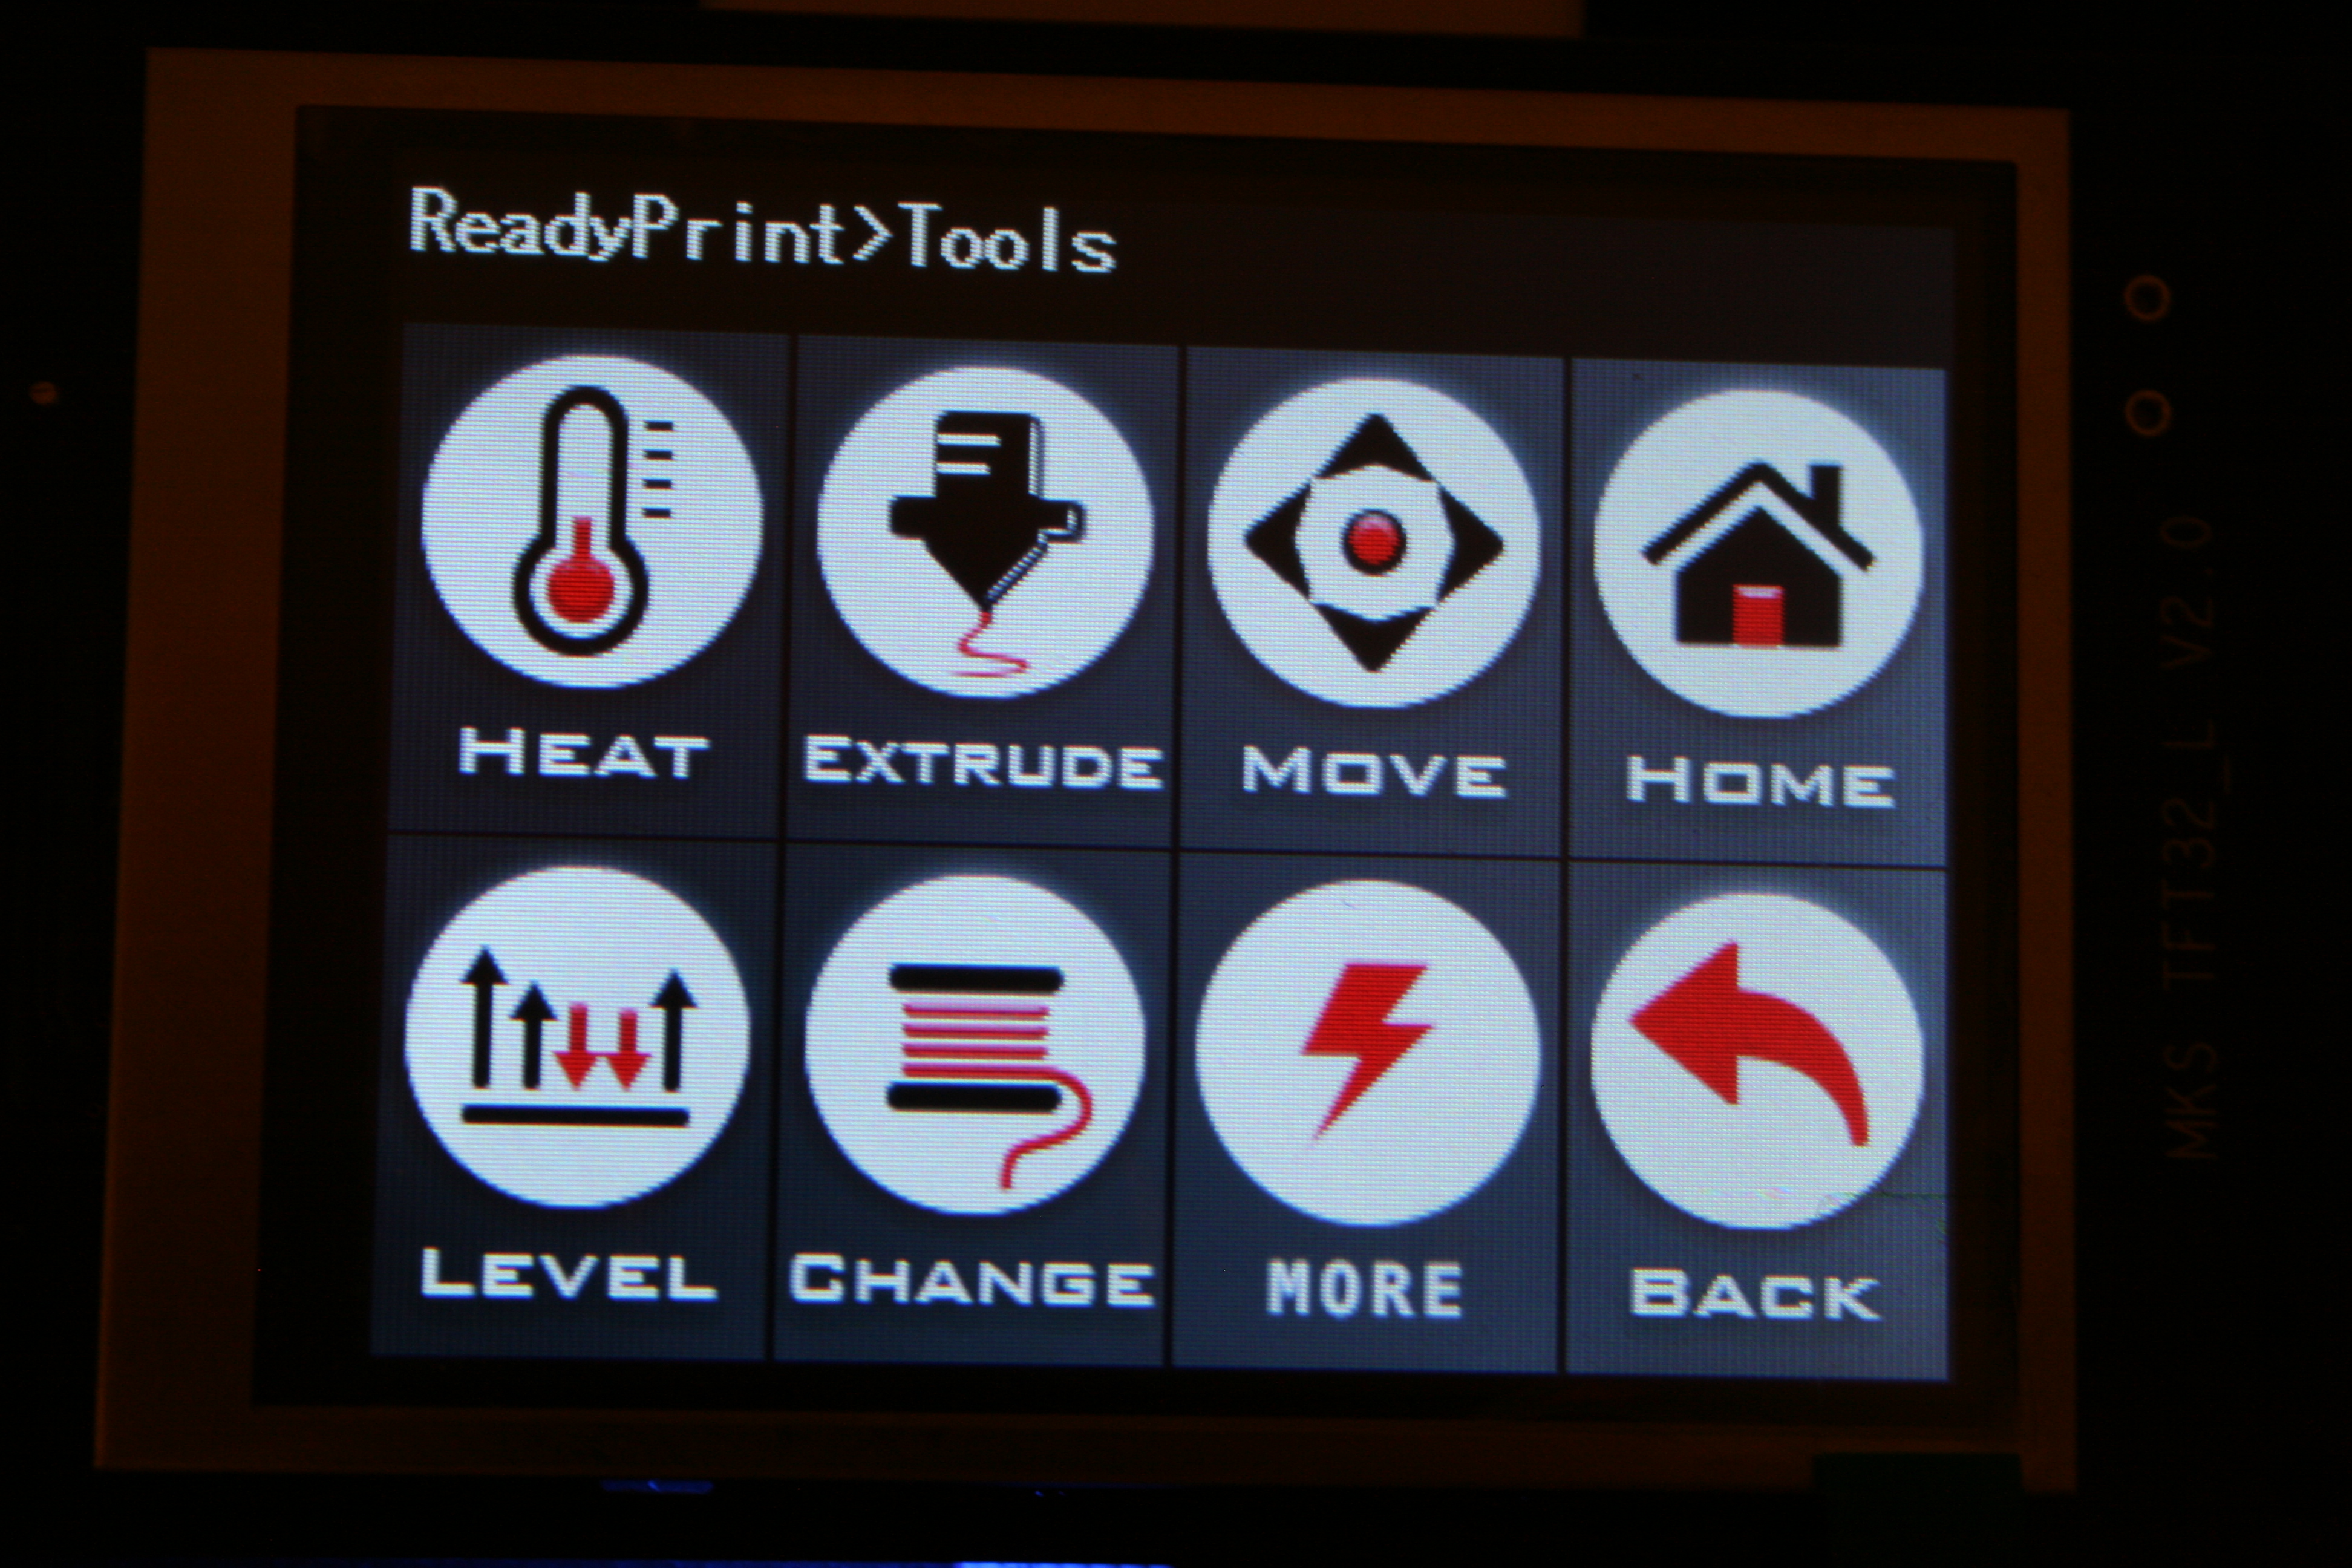 ReadyPrint>Tools
HEAT
EXTRUDE
MOVE
HOME
LEVEL
CHANGE
MORE
BACK
MKS TFT32_L V2.0